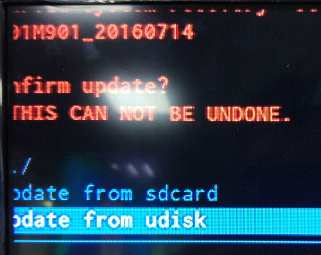 01M901_20160714
nfirm update?
THIS CAN NOT BE UNDONE.
./
pdate from sdcard
pdate from udisk